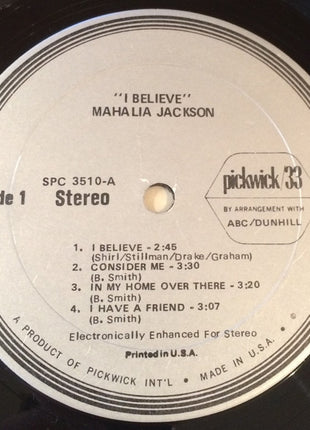 "I BELIEVE"
MAHALIA JACKSON
SPC 3510-A
de 1 Stereo
pickwick/33
BY ARRANGEMENT WITH
ABC/DUNHILL
1. I BELIEVE - 2:45
(Shirl/Stillman/Drake/Graham)
2. CONSIDER ME - 3:30
(B. Smith)
3. IN MY HOME OVER THERE - 3:20
(B. Smith)
4. I HAVE A FRIEND - 3:07
(B. Smith)
Electronically Enhanced For Stereo
Printed in U.S.A.
A PRODUCT OF PICKWICK INT'L • MADE IN U.S.A. • ℗